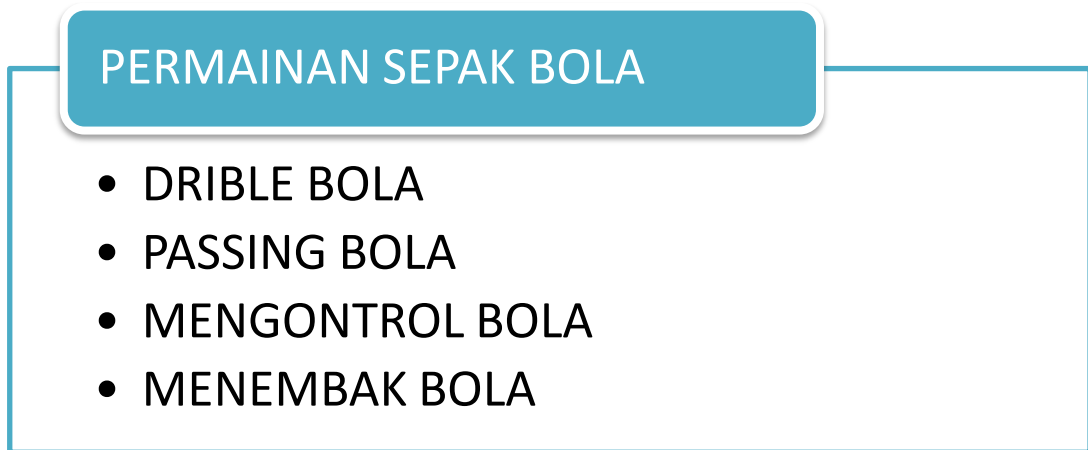 PERMAINAN SEPAK BOLA
• DRIBLE BOLA
• PASSING BOLA
• MENGONTROL BOLA
• MENEMBAK BOLA